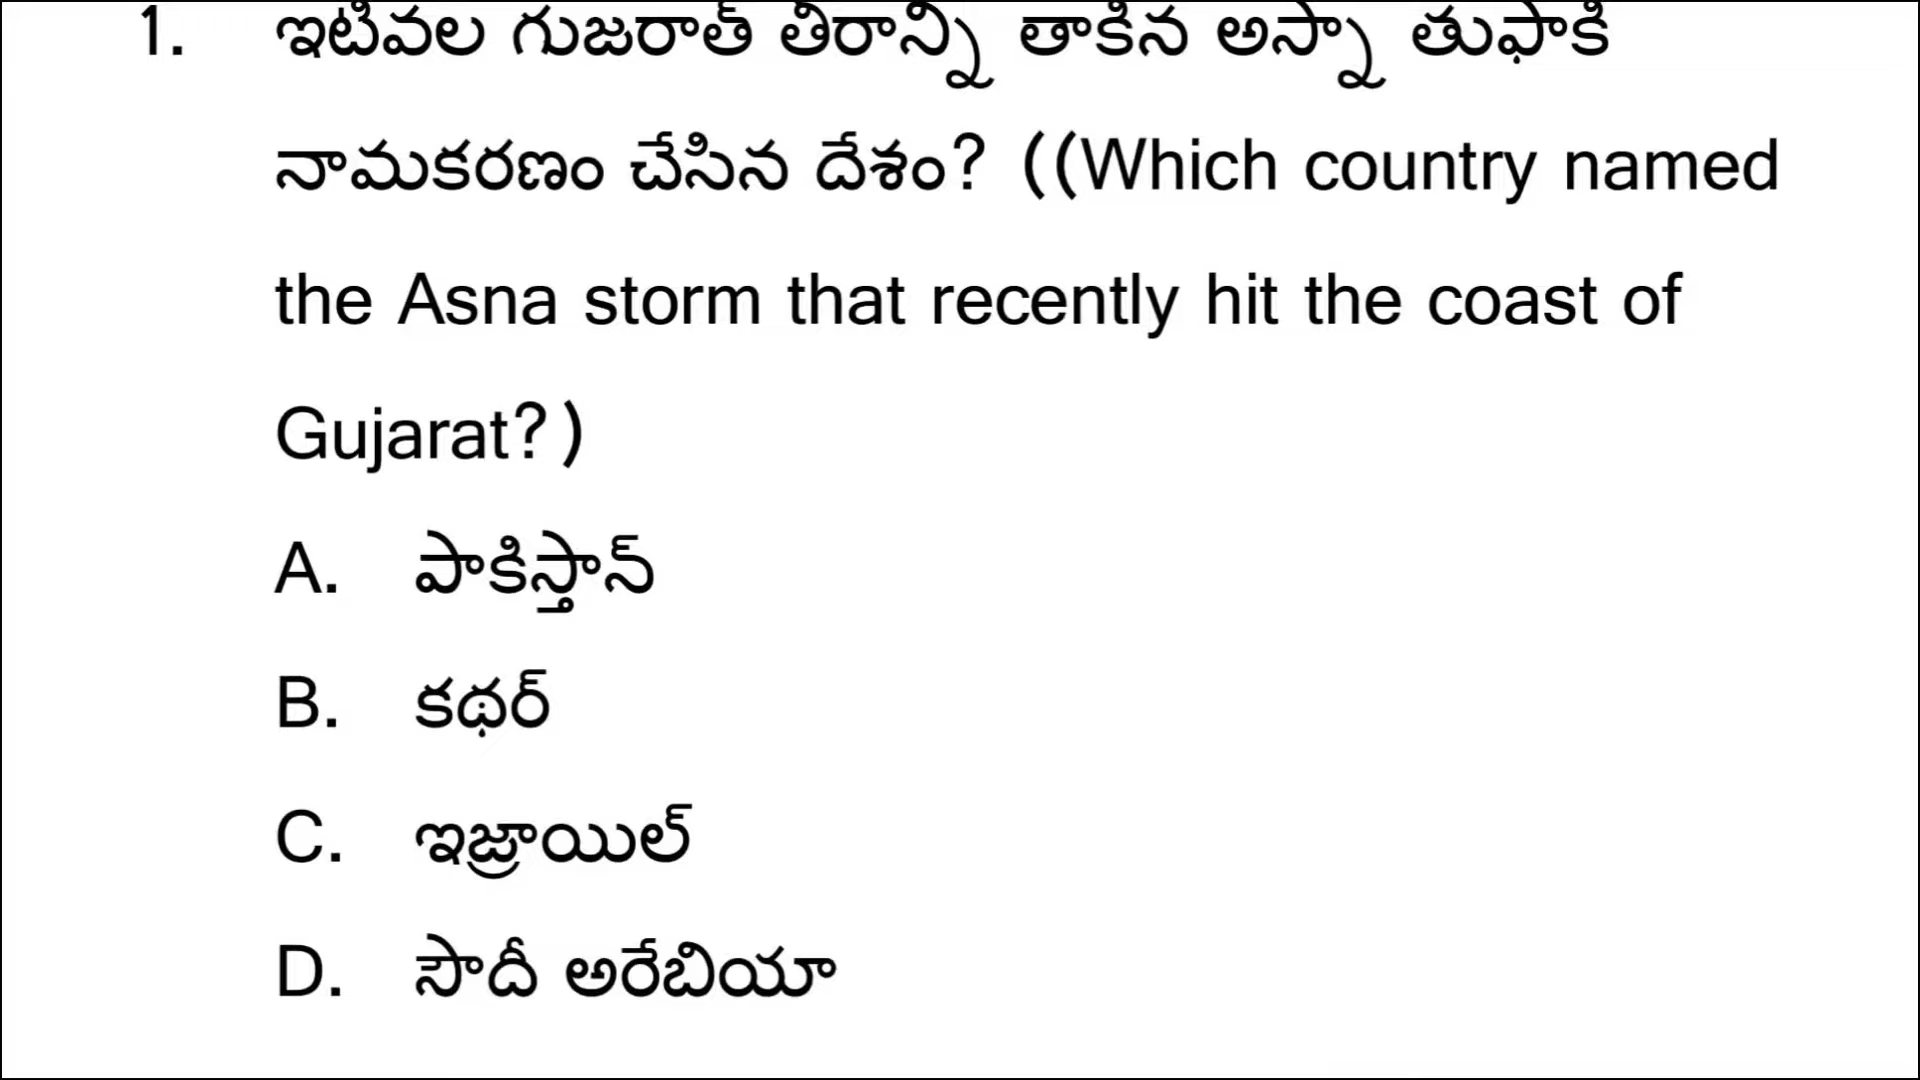 1. ఇటీవల గుజరాత్ తీరాన్ని తాకిన అస్నా తుఫాకి
నామకరణం చేసిన దేశం? ((Which country named
the Asna storm that recently hit the coast of
Gujarat?)
A. పాకిస్తాన్
B. కథర్
C. ఇజ్రాయిల్
D. సౌదీ అరేబియా